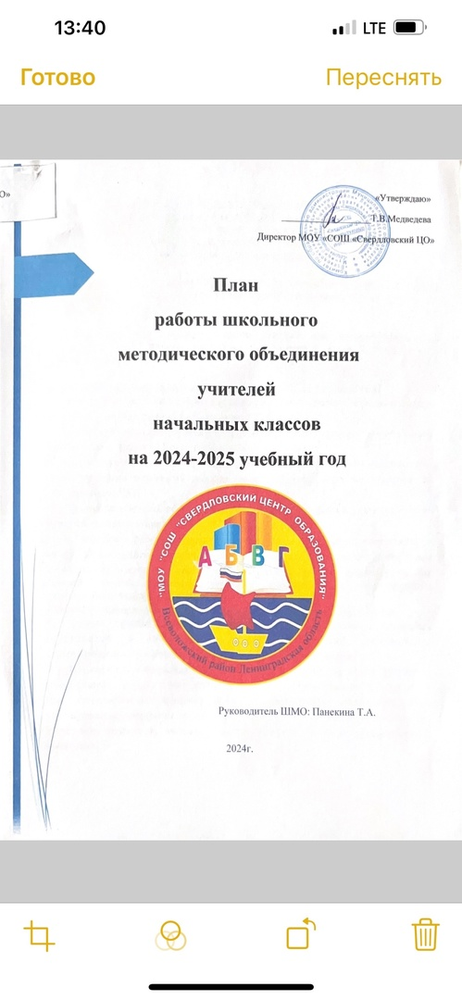 13:40
LTE
Готово
Переснять
О»
«Утверждаю»
Т.В.Медведева
Директор МОУ «СОШ «Свердловский ЦО»
План
работы школьного
методического объединения
учителей
начальных классов
на 2024-2025 учебный год
"МОУ "СОШ "СВЕРДЛОВСКИЙ ЦЕНТР ОБРАЗОВАНИЯ"
А Б В Г
Всеволожский район Ленинградская область
Руководитель ШМО: Панекина Т.А.
2024г.